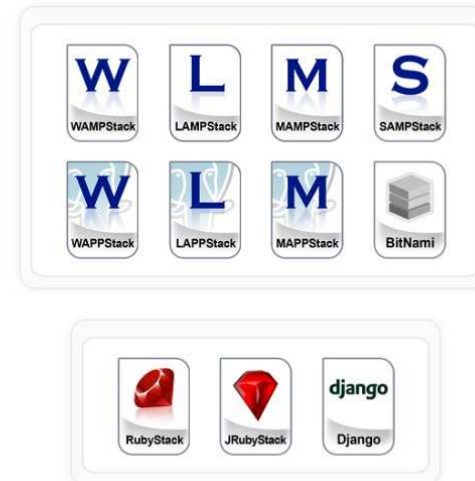 W L M S
WAMPStack LAMPStack MAMPStack SAMPStack
W L M
WAPPStack LAPPStack MAPPStack BitNami
django
RubyStack JRubyStack Django